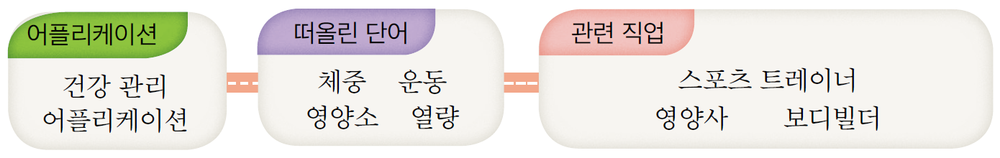 어플리케이션
건강 관리
어플리케이션
떠올린 단어
체중 운동
영양소 열량
관련 직업
스포츠 트레이너
영양사 보디빌더